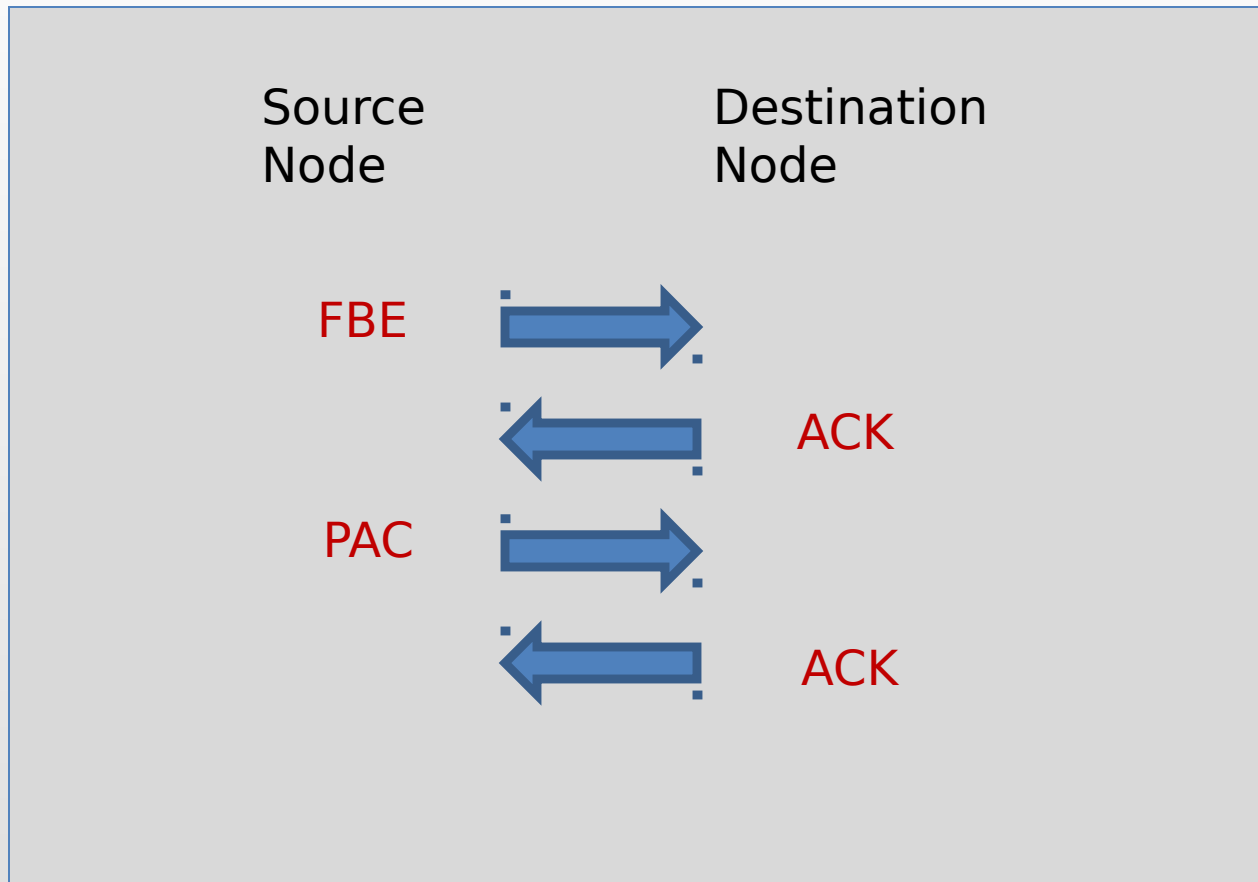 Source
Node
Destination
Node
FBE
ACK
PAC
ACK